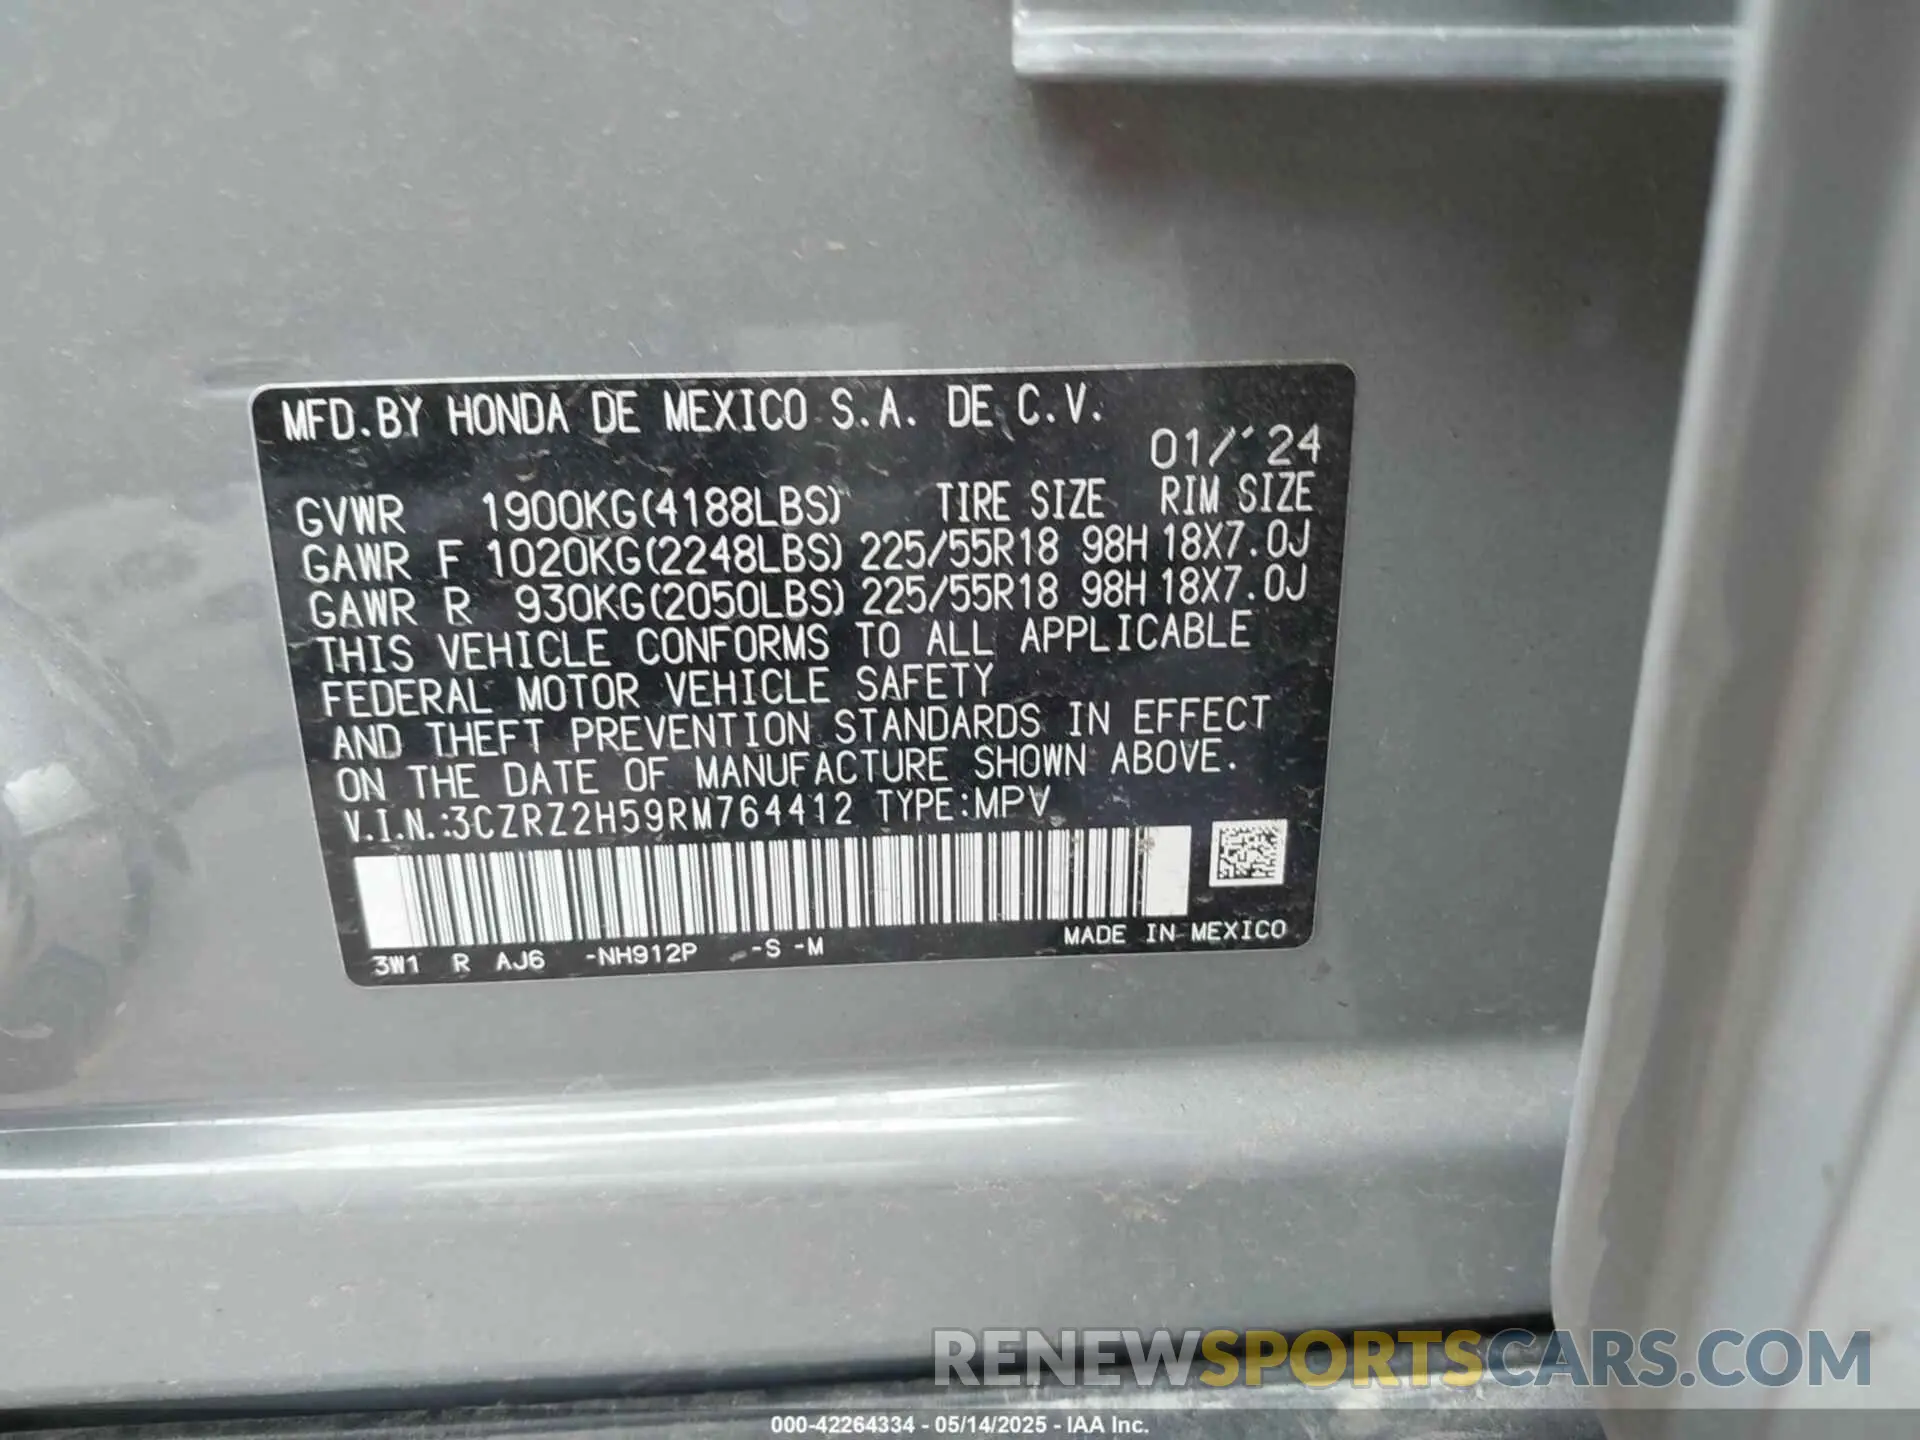 MFD.BY HONDA DE MEXICO S.A. DE C.V.
01/'24
GVWR 1900KG(4188LBS) TIRE SIZE RIM SIZE
GAWR F 1020KG(2248LBS) 225/55R18 98H 18X7.0J
GAWR R 930KG(2050LBS) 225/55R18 98H 18X7.0J
THIS VEHICLE CONFORMS TO ALL APPLICABLE
FEDERAL MOTOR VEHICLE SAFETY
AND THEFT PREVENTION STANDARDS IN EFFECT
ON THE DATE OF MANUFACTURE SHOWN ABOVE.
V.I.N.:3CZRZ2H59RM764412 TYPE:MPV
MADE IN MEXICO
3W1 R AJ6 -NH912P -S -M
RENEWSPORTSCARS.COM
000-42264334 - 05/14/2025 - IAA Inc.